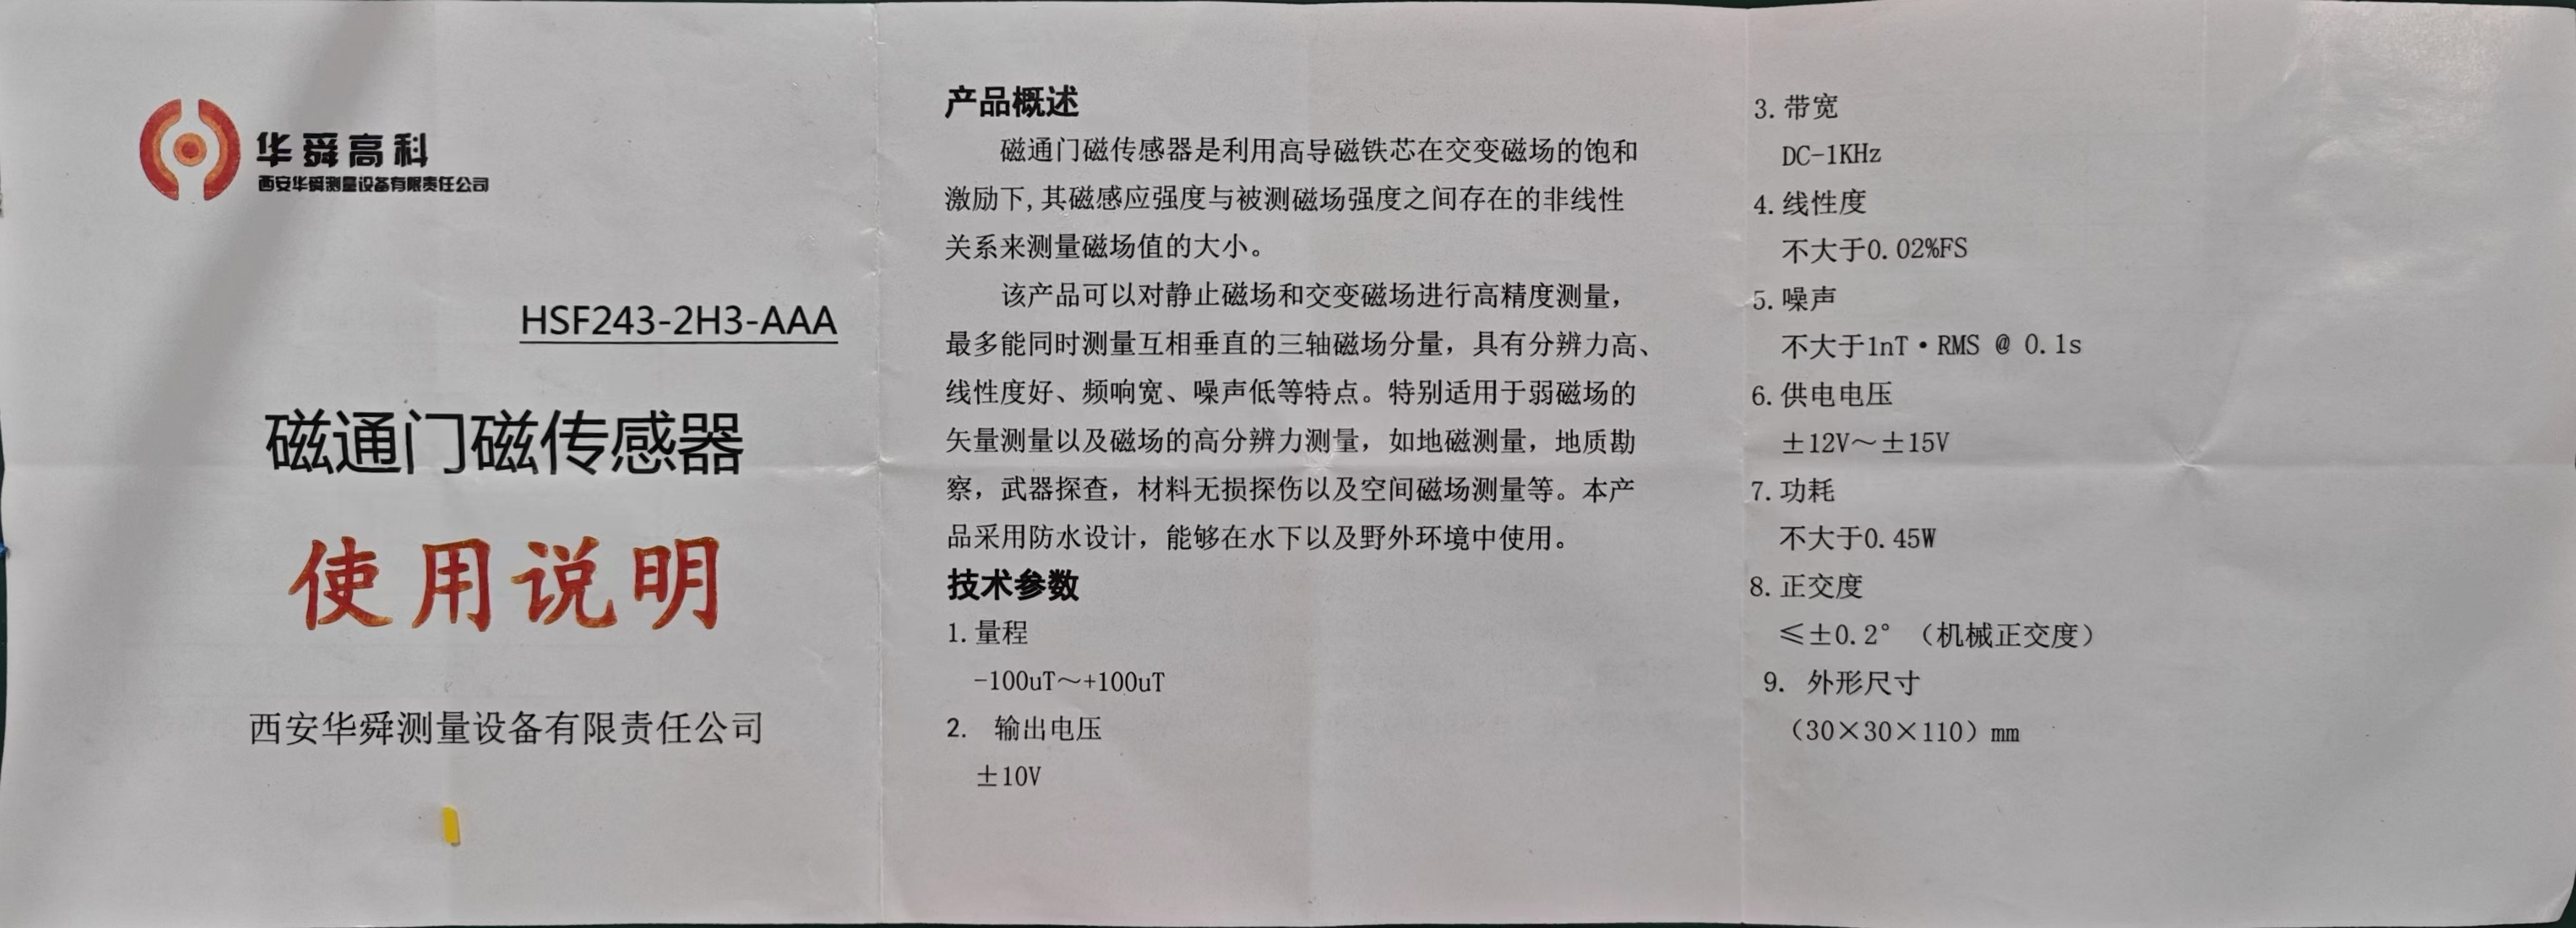 华舜高科
西安华舜测量设备有限责任公司
HSF243-2H3-AAA
磁通门磁传感器
使用说明
西安华舜测量设备有限责任公司
产品概述
磁通门磁传感器是利用高导磁铁芯在交变磁场的饱和
激励下,其磁感应强度与被测磁场强度之间存在的非线性
关系来测量磁场值的大小。
该产品可以对静止磁场和交变磁场进行高精度测量，
最多能同时测量互相垂直的三轴磁场分量，具有分辨力高、
线性度好、频响宽、噪声低等特点。特别适用于弱磁场的
矢量测量以及磁场的高分辨力测量，如地磁测量，地质勘
察，武器探查，材料无损探伤以及空间磁场测量等。本产
品采用防水设计，能够在水下以及野外环境中使用。
技术参数
1.量程
-100uT～+100uT
2. 输出电压
±10V
3.带宽
DC-1KHz
4.线性度
不大于0.02%FS
5.噪声
不大于1nT·RMS @ 0.1s
6.供电电压
±12V～±15V
7.功耗
不大于0.45W
8.正交度
≤±0.2°（机械正交度）
9. 外形尺寸
（30×30×110）mm